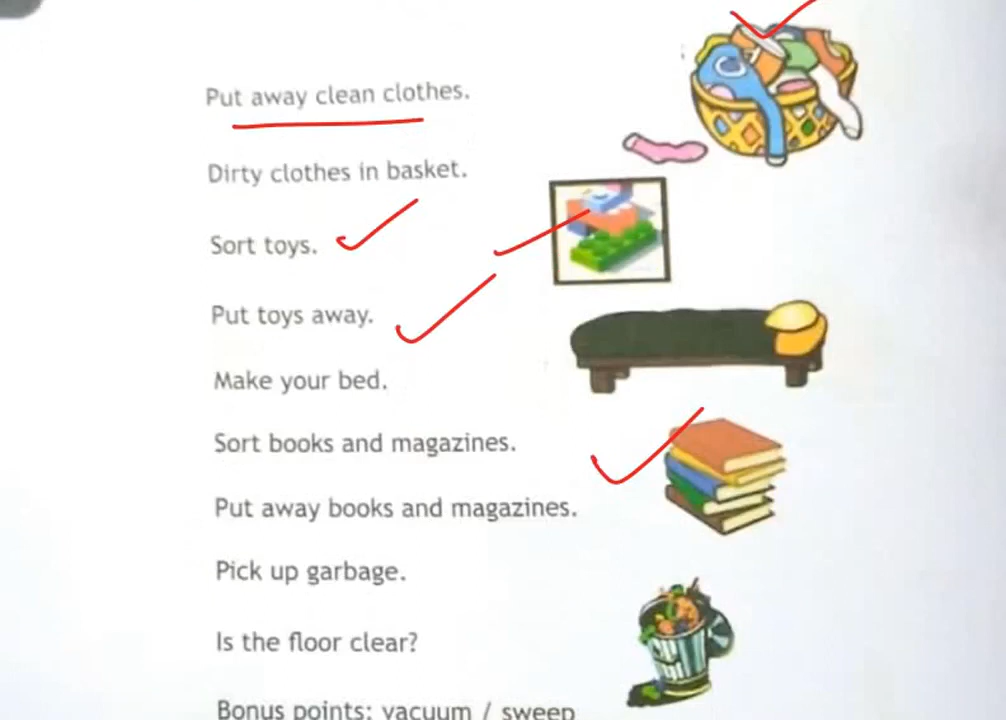 Put away clean clothes.
Dirty clothes in basket.
Sort toys.
Put toys away.
Make your bed.
Sort books and magazines.
Put away books and magazines.
Pick up garbage.
Is the floor clear?
Bonus points: vacuum / sweep